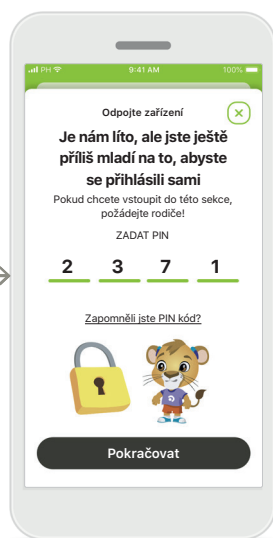 PH 9:41 AM 100%
Odpojte zařízení
Je nám líto, ale jste ještě
příliš mladí na to, abyste
se přihlásili sami
Pokud chcete vstoupit do této sekce,
požádejte rodiče!
ZADAT PIN
2 3 7 1
Zapomněli jste PIN kód?
Pokračovat